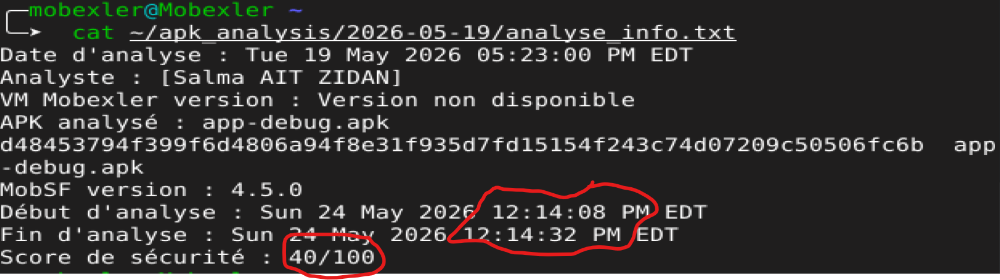 mobexler@Mobexler ~
cat ~/apk_analysis/2026-05-19/analyse_info.txt
Date d'analyse : Tue 19 May 2026 05:23:00 PM EDT
Analyste : [Salma AIT ZIDAN]
VM Mobexler version : Version non disponible
APK analysé : app-debug.apk
d48453794f399f6d4806a94f8e31f935d7fd15154f243c74d07209c50506fc6b  app
-debug.apk
MobSF version : 4.5.0
Début d'analyse : Sun 24 May 2026 12:14:08 PM EDT
Fin d'analyse : Sun 24 May 2026 12:14:32 PM EDT
Score de sécurité : 40/100